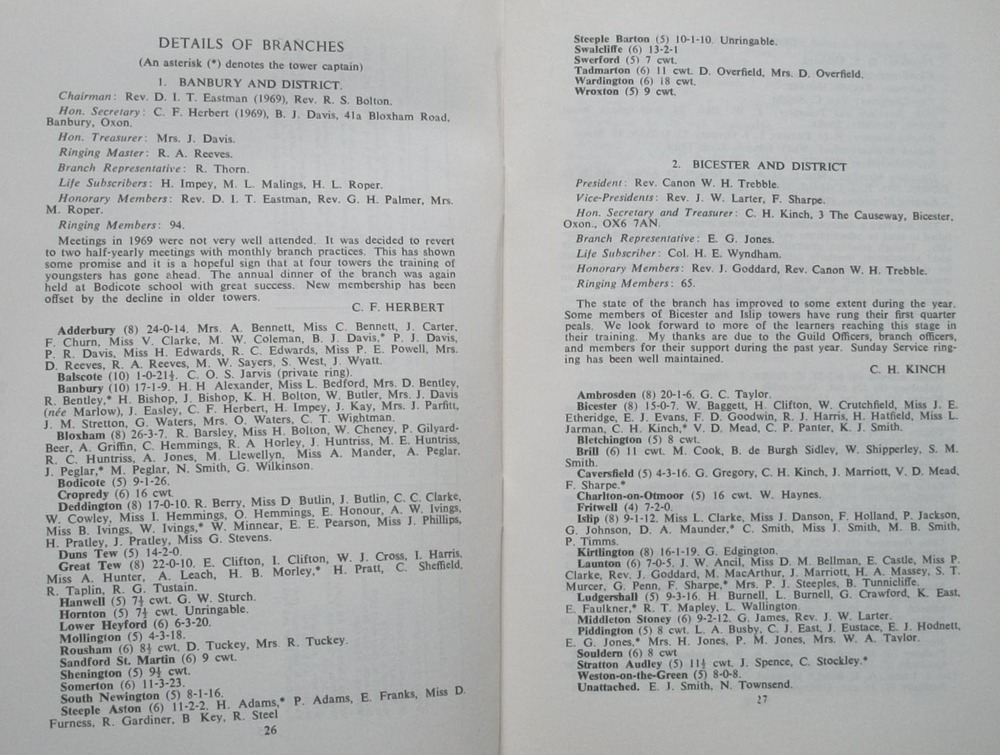 DETAILS OF BRANCHES
(An asterisk (*) denotes the tower captain)
1. BANBURY AND DISTRICT.
Chairman: Rev. D. I. T. Eastman (1969), Rev. R. S. Bolton.
Hon. Secretary: C. F. Herbert (1969), B. J. Davis, 41a Bloxham Road,
Banbury, Oxon.
Hon. Treasurer: Mrs. J. Davis.
Ringing Master: R. A. Reeves.
Branch Representative: R. Thorn.
Life Subscribers: H. Impey, M. L. Malings, H. L. Roper.
Honorary Members: Rev. D. I. T. Eastman, Rev. G. H. Palmer, Mrs.
M. Roper.
Ringing Members: 94.
Meetings in 1969 were not very well attended. It was decided to revert
to two half-yearly meetings with monthly branch practices. This has shown
some promise and it is a hopeful sign that at four towers the training of
youngsters has gone ahead. The annual dinner of the branch was again
held at Bodicote school with great success. New membership has been
offset by the decline in older towers.
C. F. HERBERT
Adderbury (8) 24-0-14. Mrs. A. Bennett, Miss C. Bennett, J. Carter,
F. Churn, Miss V. Clarke, M. W. Coleman, B. J. Davis,* P. J. Davis,
P. R. Davis, Miss H. Edwards, R. C. Edwards, Miss P. E. Powell, Mrs.
D. Reeves, R. A. Reeves, M. W. Sayers, S. West, J. Wyatt.
Balscote (10) 1-0-21½. C. O. S. Jarvis (private ring).
Banbury (10) 17-1-9. H. H Alexander, Miss L. Bedford, Mrs. D. Bentley,
R. Bentley,* H. Bishop, J. Bishop, K. H. Bolton, W. Butler, Mrs. J. Davis
(née Marlow), J. Easley, C. F. Herbert, H. Impey, J. Kay, Mrs. J. Parfitt,
J. M. Stretton, G. Waters, Mrs. O. Waters, C. T. Wightman.
Bloxham (8) 26-3-7. R. Barsley, Miss H. Bolton, W. Cheney, P. Gilyard-
Beer, A. Griffin, C. Hemmings, R. A. Horley, J. Huntriss, M. E. Huntriss,
R. C. Huntriss, A. Jones, M. Llewellyn, Miss A. Mander, A. Peglar,
J. Peglar,* M. Peglar, N. Smith, G. Wilkinson.
Bodicote (5) 9-1-26.
Cropredy (6) 16 cwt.
Deddington (8) 17-0-10. R. Berry, Miss D Butlin, J. Butlin, C. C. Clarke,
W. Cowley, Miss I. Hemmings, O. Hemmings, E. Honour, A. W. Ivings,
Miss B. Ivings, W. Ivings,* W. Minnear, E. E. Pearson, Miss J. Phillips,
H. Pratley, J. Pratley, Miss G. Stevens.
Duns Tew (5) 14-2-0.
Great Tew (8) 22-0-10. E. Clifton, I. Clifton, W. J. Cross, I. Harris,
Miss A. Hunter, A. Leach, H. B. Morley,* H. Pratt, C. Sheffield,
R. Taplin, R. G. Tustain.
Hanwell (5) 7½ cwt. G. W. Sturch.
Hornton (5) 7½ cwt. Unringable.
Lower Heyford (6) 6-3-20.
Mollington (5) 4-3-18.
Rousham (6) 8½ cwt. D. Tuckey, Mrs. R. Tuckey.
Sandford St. Martin (6) 9 cwt.
Shenington (5) 9½ cwt.
Somerton (6) 11-3-23.
South Newington (5) 8-1-16.
Steeple Aston (6) 11-2-2. H. Adams,* P. Adams, E. Franks, Miss D.
Furness, R. Gardiner, B Key, R. Steel
26
Steeple Barton (5) 10-1-10. Unringable.
Swalcliffe (6) 13-2-1
Swerford (5) 7 cwt.
Tadmarton (6) 11 cwt. D. Overfield, Mrs. D. Overfield.
Wardington (6) 18 cwt.
Wroxton (5) 9 cwt.
2. BICESTER AND DISTRICT
President: Rev. Canon W. H. Trebble.
Vice-Presidents: Rev. J. W. Larter, F. Sharpe.
Hon. Secretary and Treasurer: C. H. Kinch, 3 The Causeway, Bicester,
Oxon., OX6 7AN.
Branch Representative: E. G. Jones.
Life Subscriber: Col. H. E. Wyndham.
Honorary Members: Rev. J. Goddard, Rev. Canon W. H. Trebble.
Ringing Members: 65.
The state of the branch has improved to some extent during the year.
Some members of Bicester and Islip towers have rung their first quarter
peals. We look forward to more of the learners reaching this stage in
their training. My thanks are due to the Guild Officers, branch officers,
and members for their support during the past year. Sunday Service ring-
ing has been well maintained.
C. H. KINCH
Ambrosden (8) 20-1-6. G. C. Taylor.
Bicester (8) 15-0-7. W. Baggett, H. Clifton, W. Crutchfield, Miss J. E.
Etheridge, E. J. Evans, F. D. Goodwin, R. J. Harris, H. Hatfield, Miss L.
Jarman, C. H. Kinch,* V. D. Mead, C. P. Panter, K. J. Smith.
Bletchington (5) 8 cwt.
Brill (6) 11 cwt. M. Cook, B. de Burgh Sidley, W. Shipperley, S. M.
Smith.
Caversfield (5) 4-3-16. G. Gregory, C. H. Kinch, J. Marriott, V. D. Mead,
F. Sharpe.*
Charlton-on-Otmoor (5) 16 cwt. W. Haynes.
Fritwell (4) 7-2-0.
Islip (8) 9-1-12. Miss L. Clarke, Miss J. Danson, F. Holland, P. Jackson,
G. Johnson, D. A. Maunder,* C. Smith, Miss J. Smith, M. B. Smith,
P. Timms.
Kirtlington (8) 16-1-19. G. Edgington.
Launton (6) 7-0-5. J. W. Ancil, Miss D. M. Bellman, E. Castle, Miss P.
Clarke, Rev. J. Goddard, M. MacArthur, J. Marriott, H. A. Massey, S. T.
Murcer, G. Penn, F. Sharpe,* Mrs. P. J. Steeples, B. Tunnicliffe.
Ludgershall (5) 9-3-16. H. Burnell, L. Burnell, G. Crawford, K. East,
E. Faulkner,* R. T. Mapley, L. Wallington.
Middleton Stoney (6) 9-2-12. G. James, Rev. J. W. Larter.
Piddington (5) 8 cwt. L. A. Busby, C. J. East, J. Eustace, E. J. Hodnett,
E. G. Jones,* Mrs. H. Jones, P. M. Jones, Mrs. W. A. Taylor.
Souldern (6) 8 cwt
Stratton Audley (5) 11½ cwt. J. Spence, C. Stockley.*
Weston-on-the-Green (5) 8-0-8.
Unattached. E. J. Smith, N. Townsend.
27